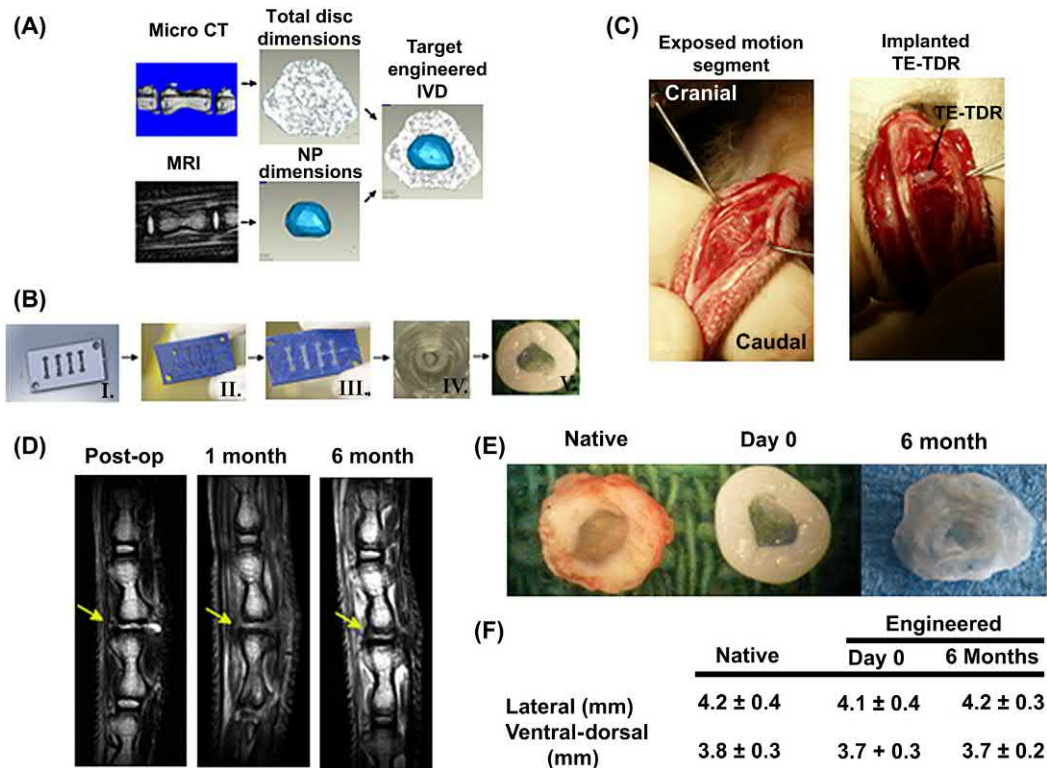 (A)
Micro CT
Total disc
dimensions
Target
engineered
IVD
MRI
NP
dimensions
(B)
I.
II.
III.
IV.
V.
(C)
Exposed motion
segment
Implanted
TE-TDR
Cranial
Caudal
TE-TDR
(D)
Post-op
1 month
6 month
(E)
Native
Day 0
6 month
(F)
Engineered
Native
Day 0
6 Months
Lateral (mm)
4.2 ± 0.4
4.1 ± 0.4
4.2 ± 0.3
Ventral-dorsal
(mm)
3.8 ± 0.3
3.7 + 0.3
3.7 ± 0.2